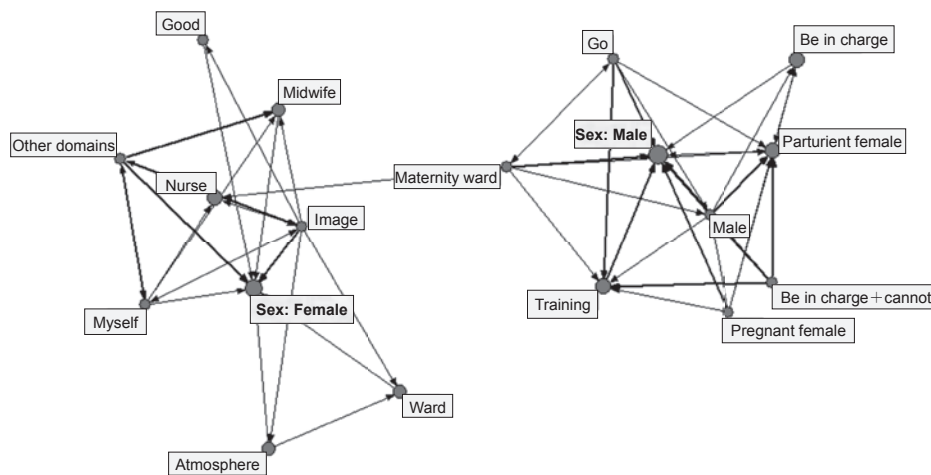 Good
Go
Be in charge
Midwife
Sex: Male
Parturient female
Other domains
Maternity ward
Nurse
Image
Male
Training
Be in charge＋cannot
Myself
Sex: Female
Pregnant female
Ward
Atmosphere